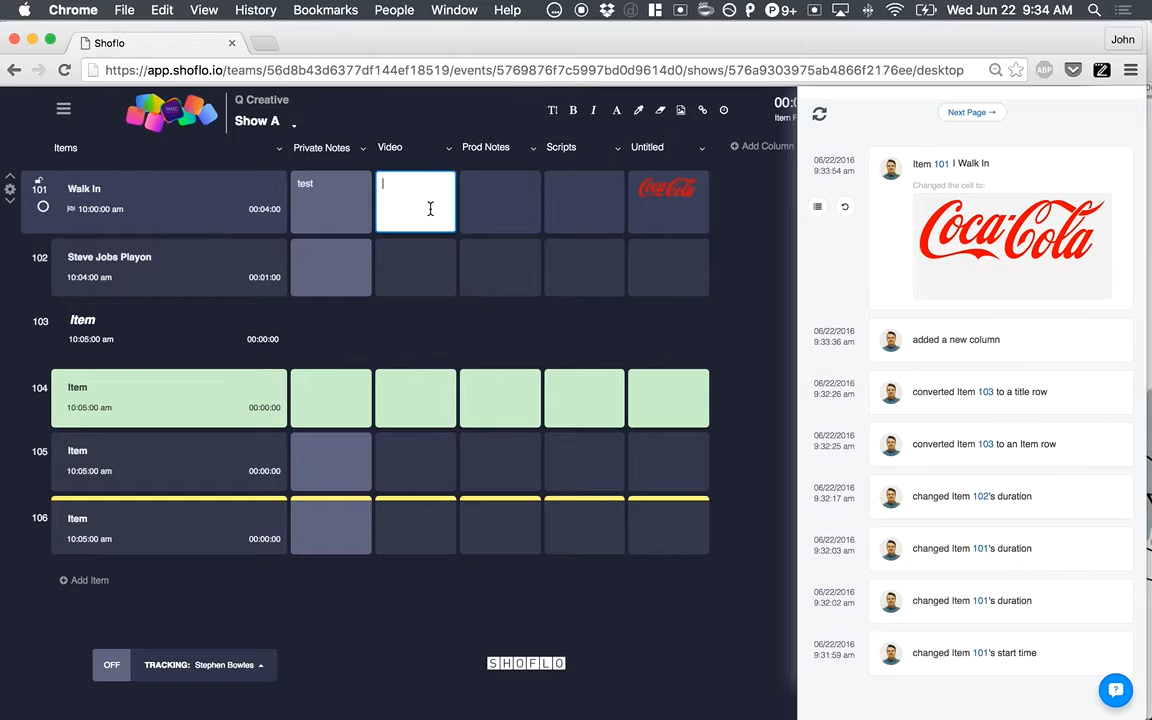 Chrome File Edit View History Bookmarks People Window Help 9+ Wed Jun 22 9:34 AM
Shoflo
John
https://app.shoflo.io/teams/56d8b43d6377df144ef18519/events/5769876f7c5997bd0d9614d0/shows/576a9303975ab4866f2176ee/desktop
ABP
Q Creative
Show A
00:
Item
Next Page →
Items Private Notes Video Prod Notes Scripts Untitled Add Column
101 Walk In
10:00:00 am 00:04:00
test
Coca-Cola
102 Steve Jobs Playon
10:04:00 am 00:01:00
103 Item
10:05:00 am 00:00:00
104 Item
10:05:00 am 00:00:00
105 Item
10:05:00 am 00:00:00
106 Item
10:05:00 am 00:00:00
Add Item
OFF TRACKING: Stephen Bowles
SHOFLO
06/22/2016
9:33:54 am
Item 101 | Walk In
Changed the cell to:
Coca-Cola
06/22/2016
9:33:36 am
added a new column
06/22/2016
9:32:26 am
converted Item 103 to a title row
06/22/2016
9:32:25 am
converted Item 103 to an Item row
06/22/2016
9:32:17 am
changed Item 102's duration
06/22/2016
9:32:03 am
changed Item 101's duration
06/22/2016
9:32:02 am
changed Item 101's duration
06/22/2016
9:31:59 am
changed Item 101's start time